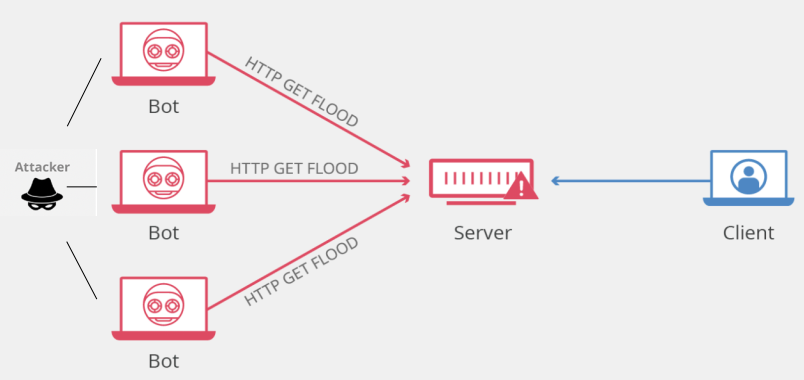 HTTP GET FLOOD
Bot
Attacker
HTTP GET FLOOD
Bot
Server
Client
HTTP GET FLOOD
Bot